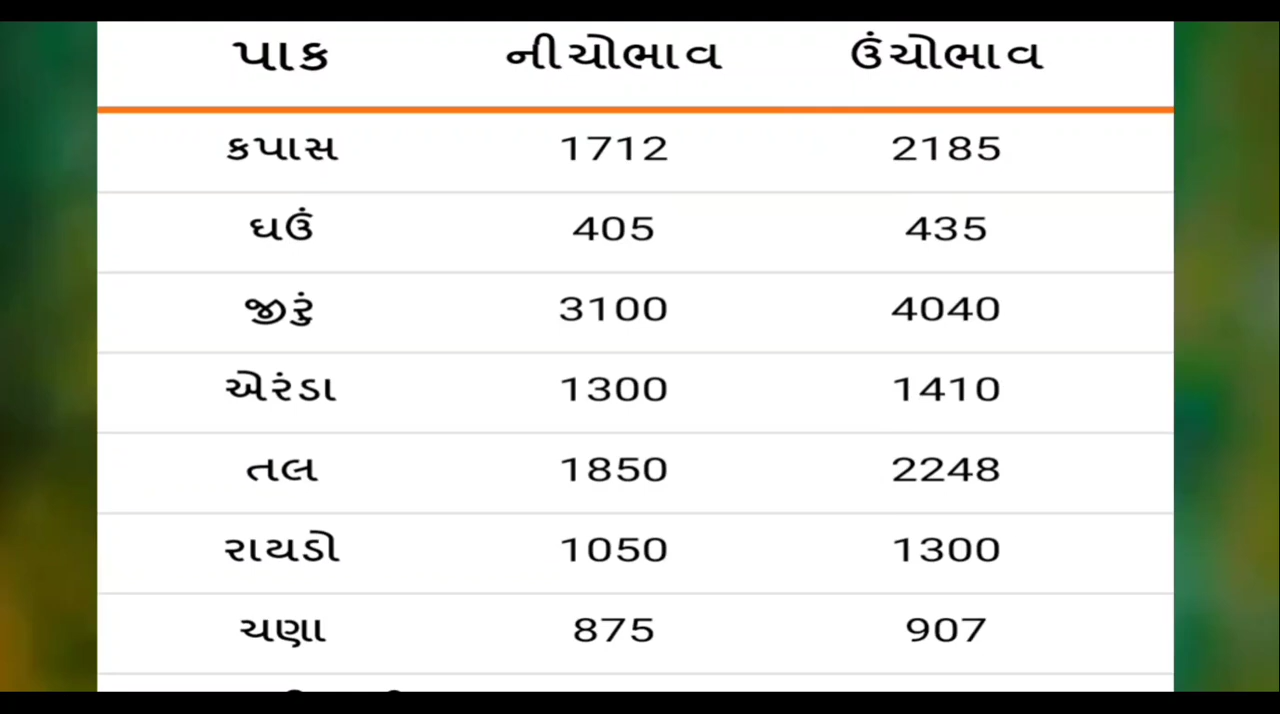 પાક નીચોભાવ ઉંચોભાવ
કપાસ 1712 2185
ઘઉં 405 435
જીરું 3100 4040
એરંડા 1300 1410
તલ 1850 2248
રાયડો 1050 1300
ચણા 875 907